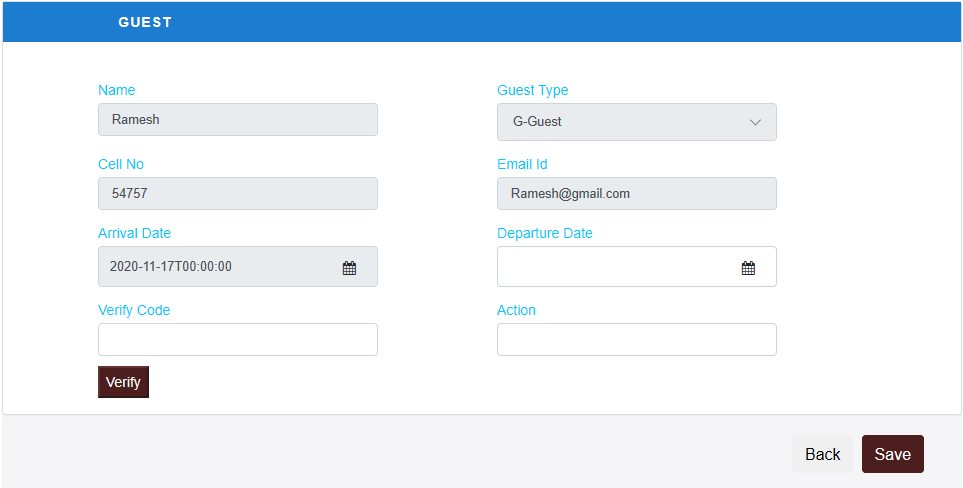 GUEST
Name
Guest Type
Ramesh
G-Guest
Cell No
Email Id
54757
Ramesh@gmail.com
Arrival Date
Departure Date
2020-11-17T00:00:00
Verify Code
Action
Verify
Back
Save